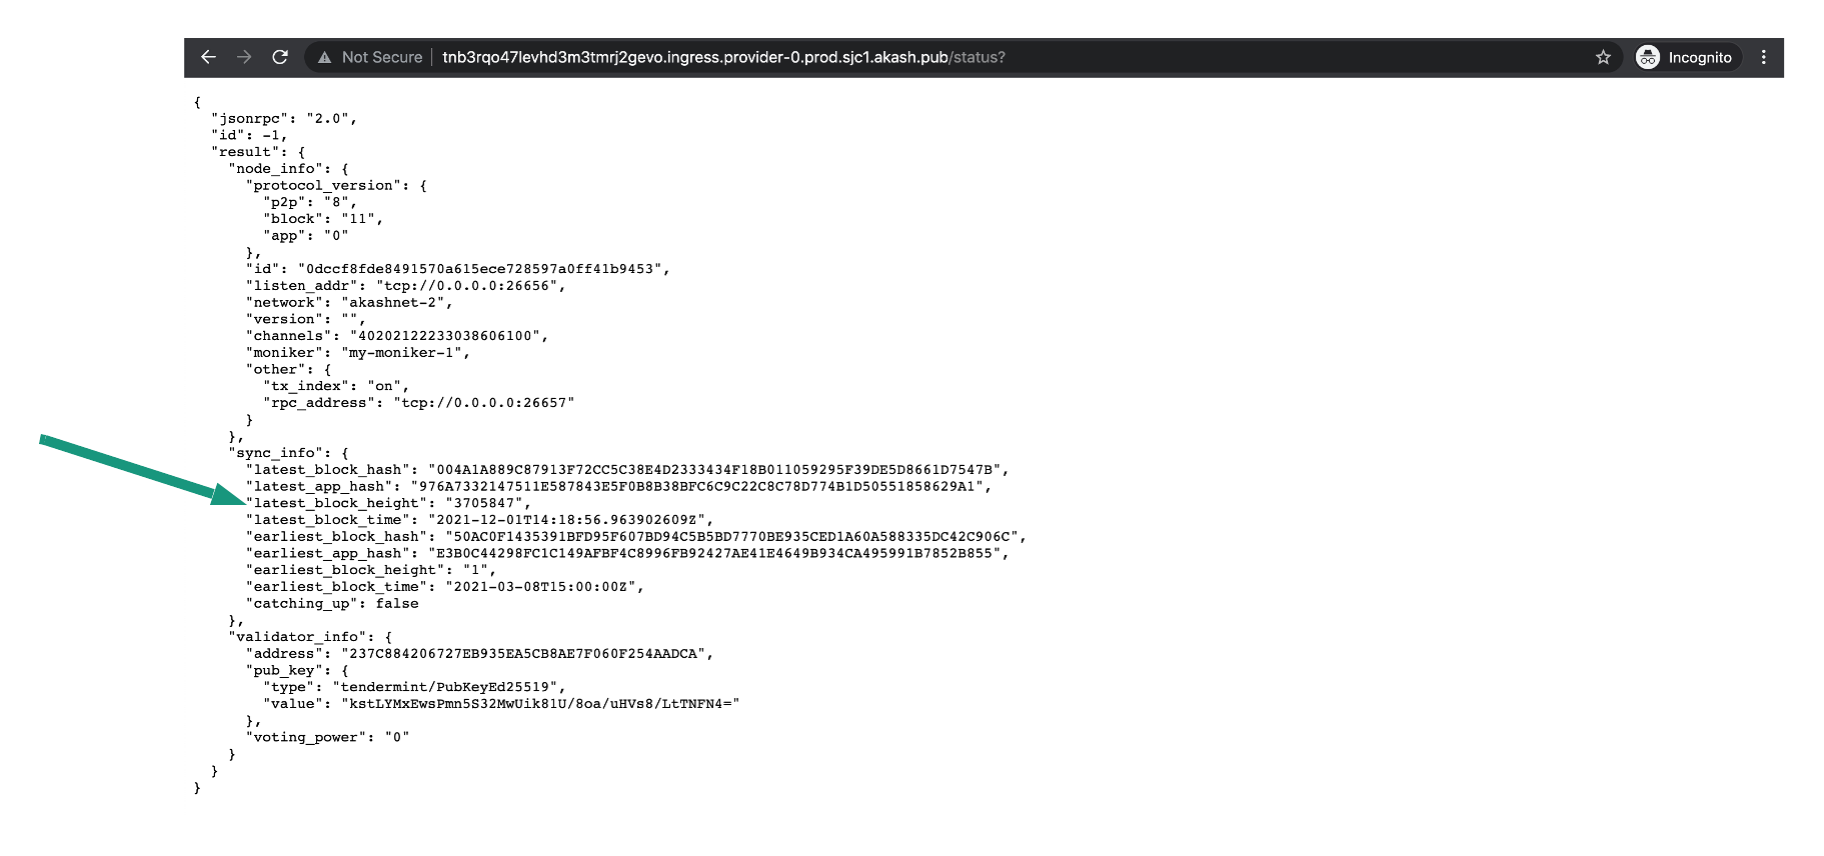 Not Secure tnb3rqo47levhd3m3tmrj2gevo.ingress.provider-0.prod.sjc1.akash.pub/status? Incognito
{
"jsonrpc": "2.0",
"id": -1,
"result": {
"node_info": {
"protocol_version": {
"p2p": "8",
"block": "11",
"app": "0"
},
"id": "0dccf8fde8491570a615ece728597a0ff41b9453",
"listen_addr": "tcp://0.0.0.0:26656",
"network": "akashnet-2",
"version": "",
"channels": "40202122233038606100",
"moniker": "my-moniker-1",
"other": {
"tx_index": "on",
"rpc_address": "tcp://0.0.0.0:26657"
}
},
"sync_info": {
"latest_block_hash": "004A1A889C87913F72CC5C38E4D2333434F18B011059295F39DE5D8661D7547B",
"latest_app_hash": "976A7332147511E587843E5F0B8B38BFC6C9C22C8C78D774B1D50551858629A1",
"latest_block_height": "3705847",
"latest_block_time": "2021-12-01T14:18:56.963902609Z",
"earliest_block_hash": "50AC0F1435391BFD95F607BD94C5B5BD7770BE935CED1A60A588335DC42C906C",
"earliest_app_hash": "E3B0C44298FC1C149AFBF4C8996FB92427AE41E4649B934CA495991B7852B855",
"earliest_block_height": "1",
"earliest_block_time": "2021-03-08T15:00:00Z",
"catching_up": false
},
"validator_info": {
"address": "237C884206727EB935EA5CB8AE7F060F254AADCA",
"pub_key": {
"type": "tendermint/PubKeyEd25519",
"value": "kstLYMxEwsPmn5S32MwUik81U/8oa/uHVs8/LtTNFN4="
},
"voting_power": "0"
}
}
}